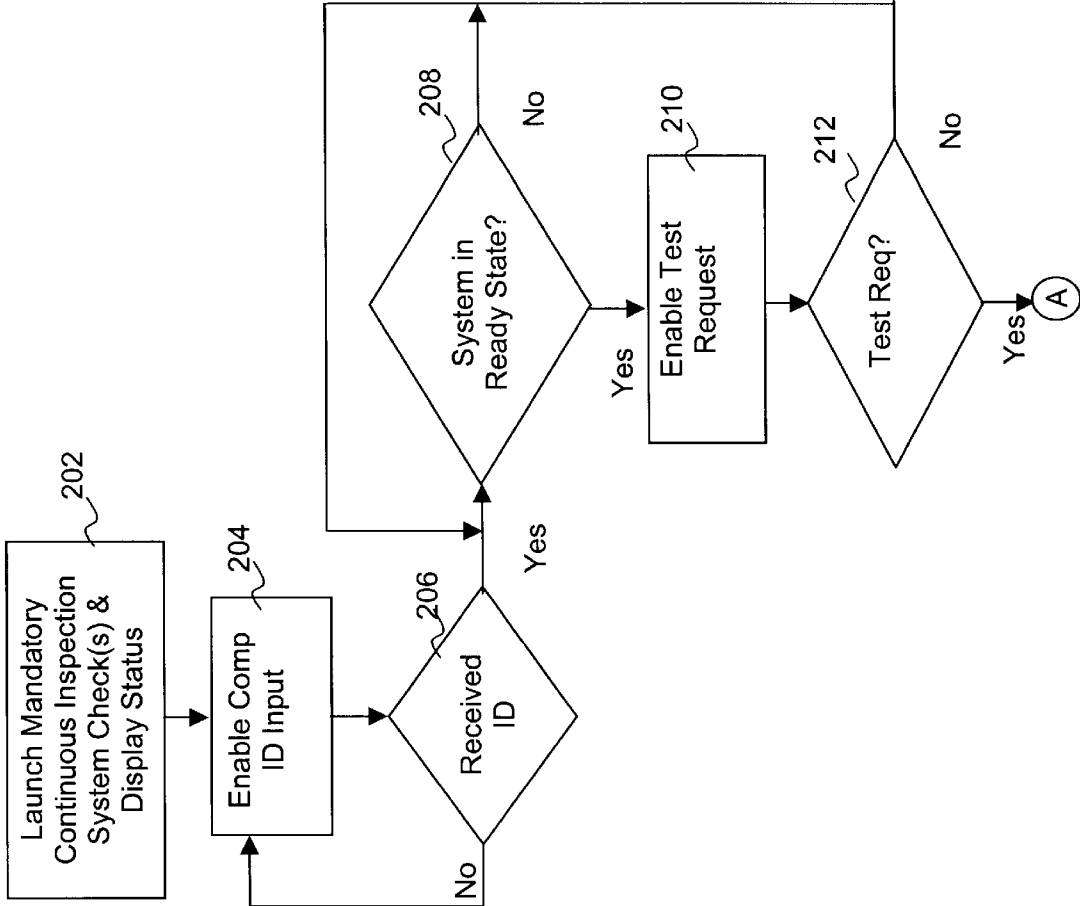 Launch Mandatory
Continuous Inspection
System Check(s) &
Display Status
202
Enable Comp
ID Input
204
Received
ID
206
No
Yes
System in
Ready State?
208
No
Yes
Enable Test
Request
210
Test Req?
212
No
Yes
A